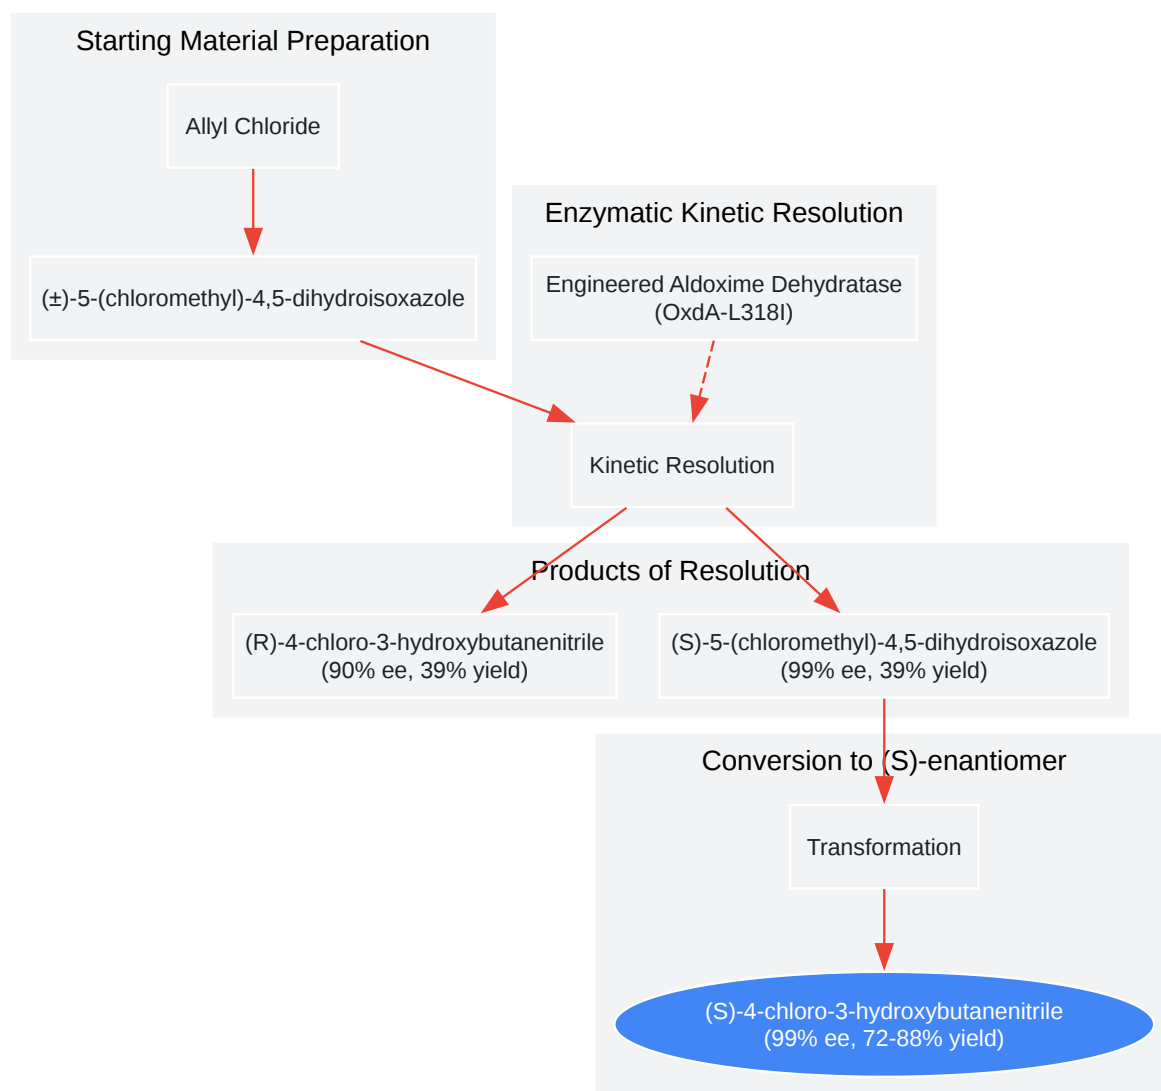 Starting Material Preparation
Allyl Chloride
(±)-5-(chloromethyl)-4,5-dihydroisoxazole
Enzymatic Kinetic Resolution
Engineered Aldoxime Dehydratase
(OxdA-L318I)
Kinetic Resolution
Products of Resolution
(R)-4-chloro-3-hydroxybutanenitrile
(90% ee, 39% yield)
(S)-5-(chloromethyl)-4,5-dihydroisoxazole
(99% ee, 39% yield)
Conversion to (S)-enantiomer
Transformation
(S)-4-chloro-3-hydroxybutanenitrile
(99% ee, 72-88% yield)